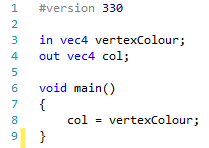 1 #version 330
2
3 in vec4 vertexColour;
4 out vec4 col;
5
6 void main()
7 {
8 col = vertexColour;
9 }